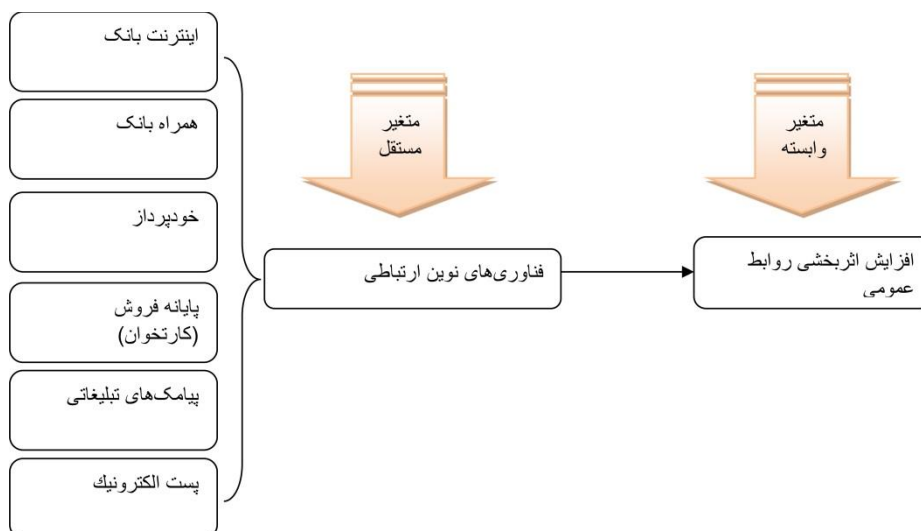 اینترنت بانک
همراه بانک
خودپرداز
پایانه فروش
(کارتخوان)
پیامک‌های تبلیغاتی
پست الکترونيك
متغیر
مستقل
فناوری‌های نوین ارتباطی
متغیر
وابسته
افزایش اثربخشی روابط
عمومی